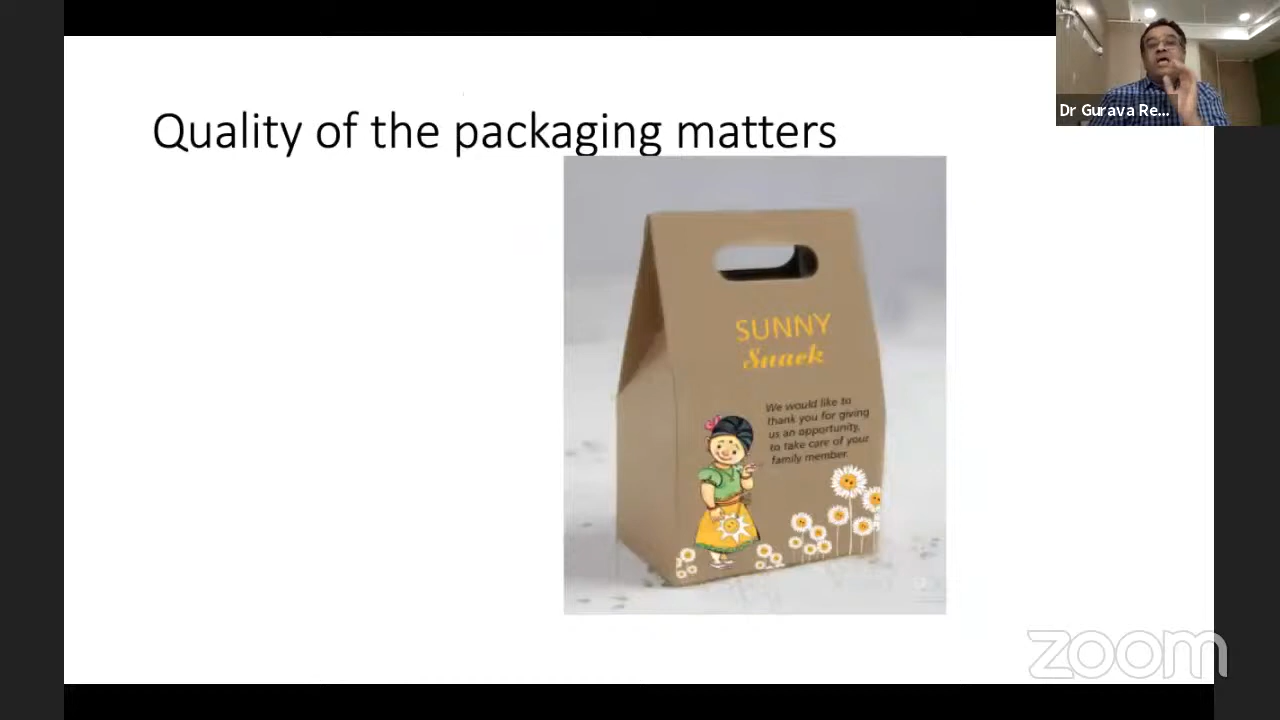 Quality of the packaging matters
Dr Gurava Re...
SUNNY
Snack
We would like to
thank you for giving
us an opportunity,
to take care of your
family member.
zoom